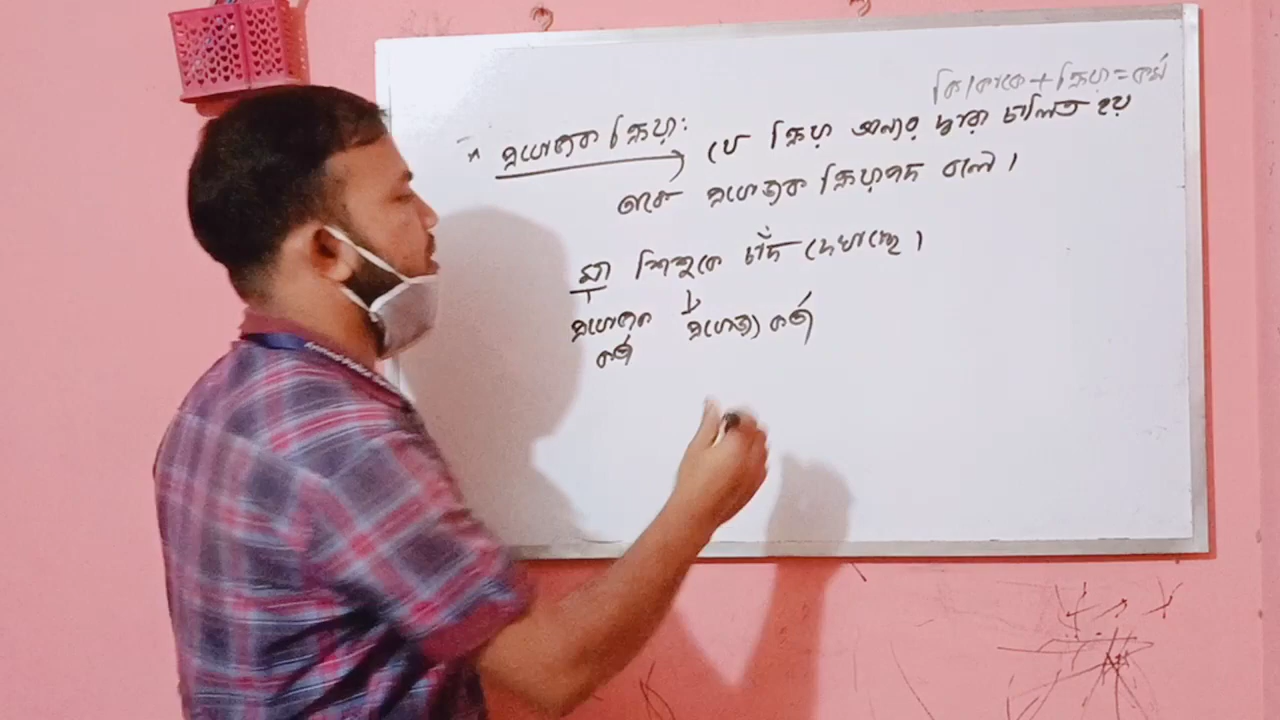 কি/কাকে + ক্রিয়া = কর্ম
* প্রযোজক ক্রিয়া: যে ক্রিয়া অন্যের দ্বারা চালিত হয়
তাকে প্রযোজক ক্রিয়াপদ বলে।
মা শিশুকে চাঁদ দেখাচ্ছে।
প্রযোজক প্রযোজ্য কর্তা
কর্তা